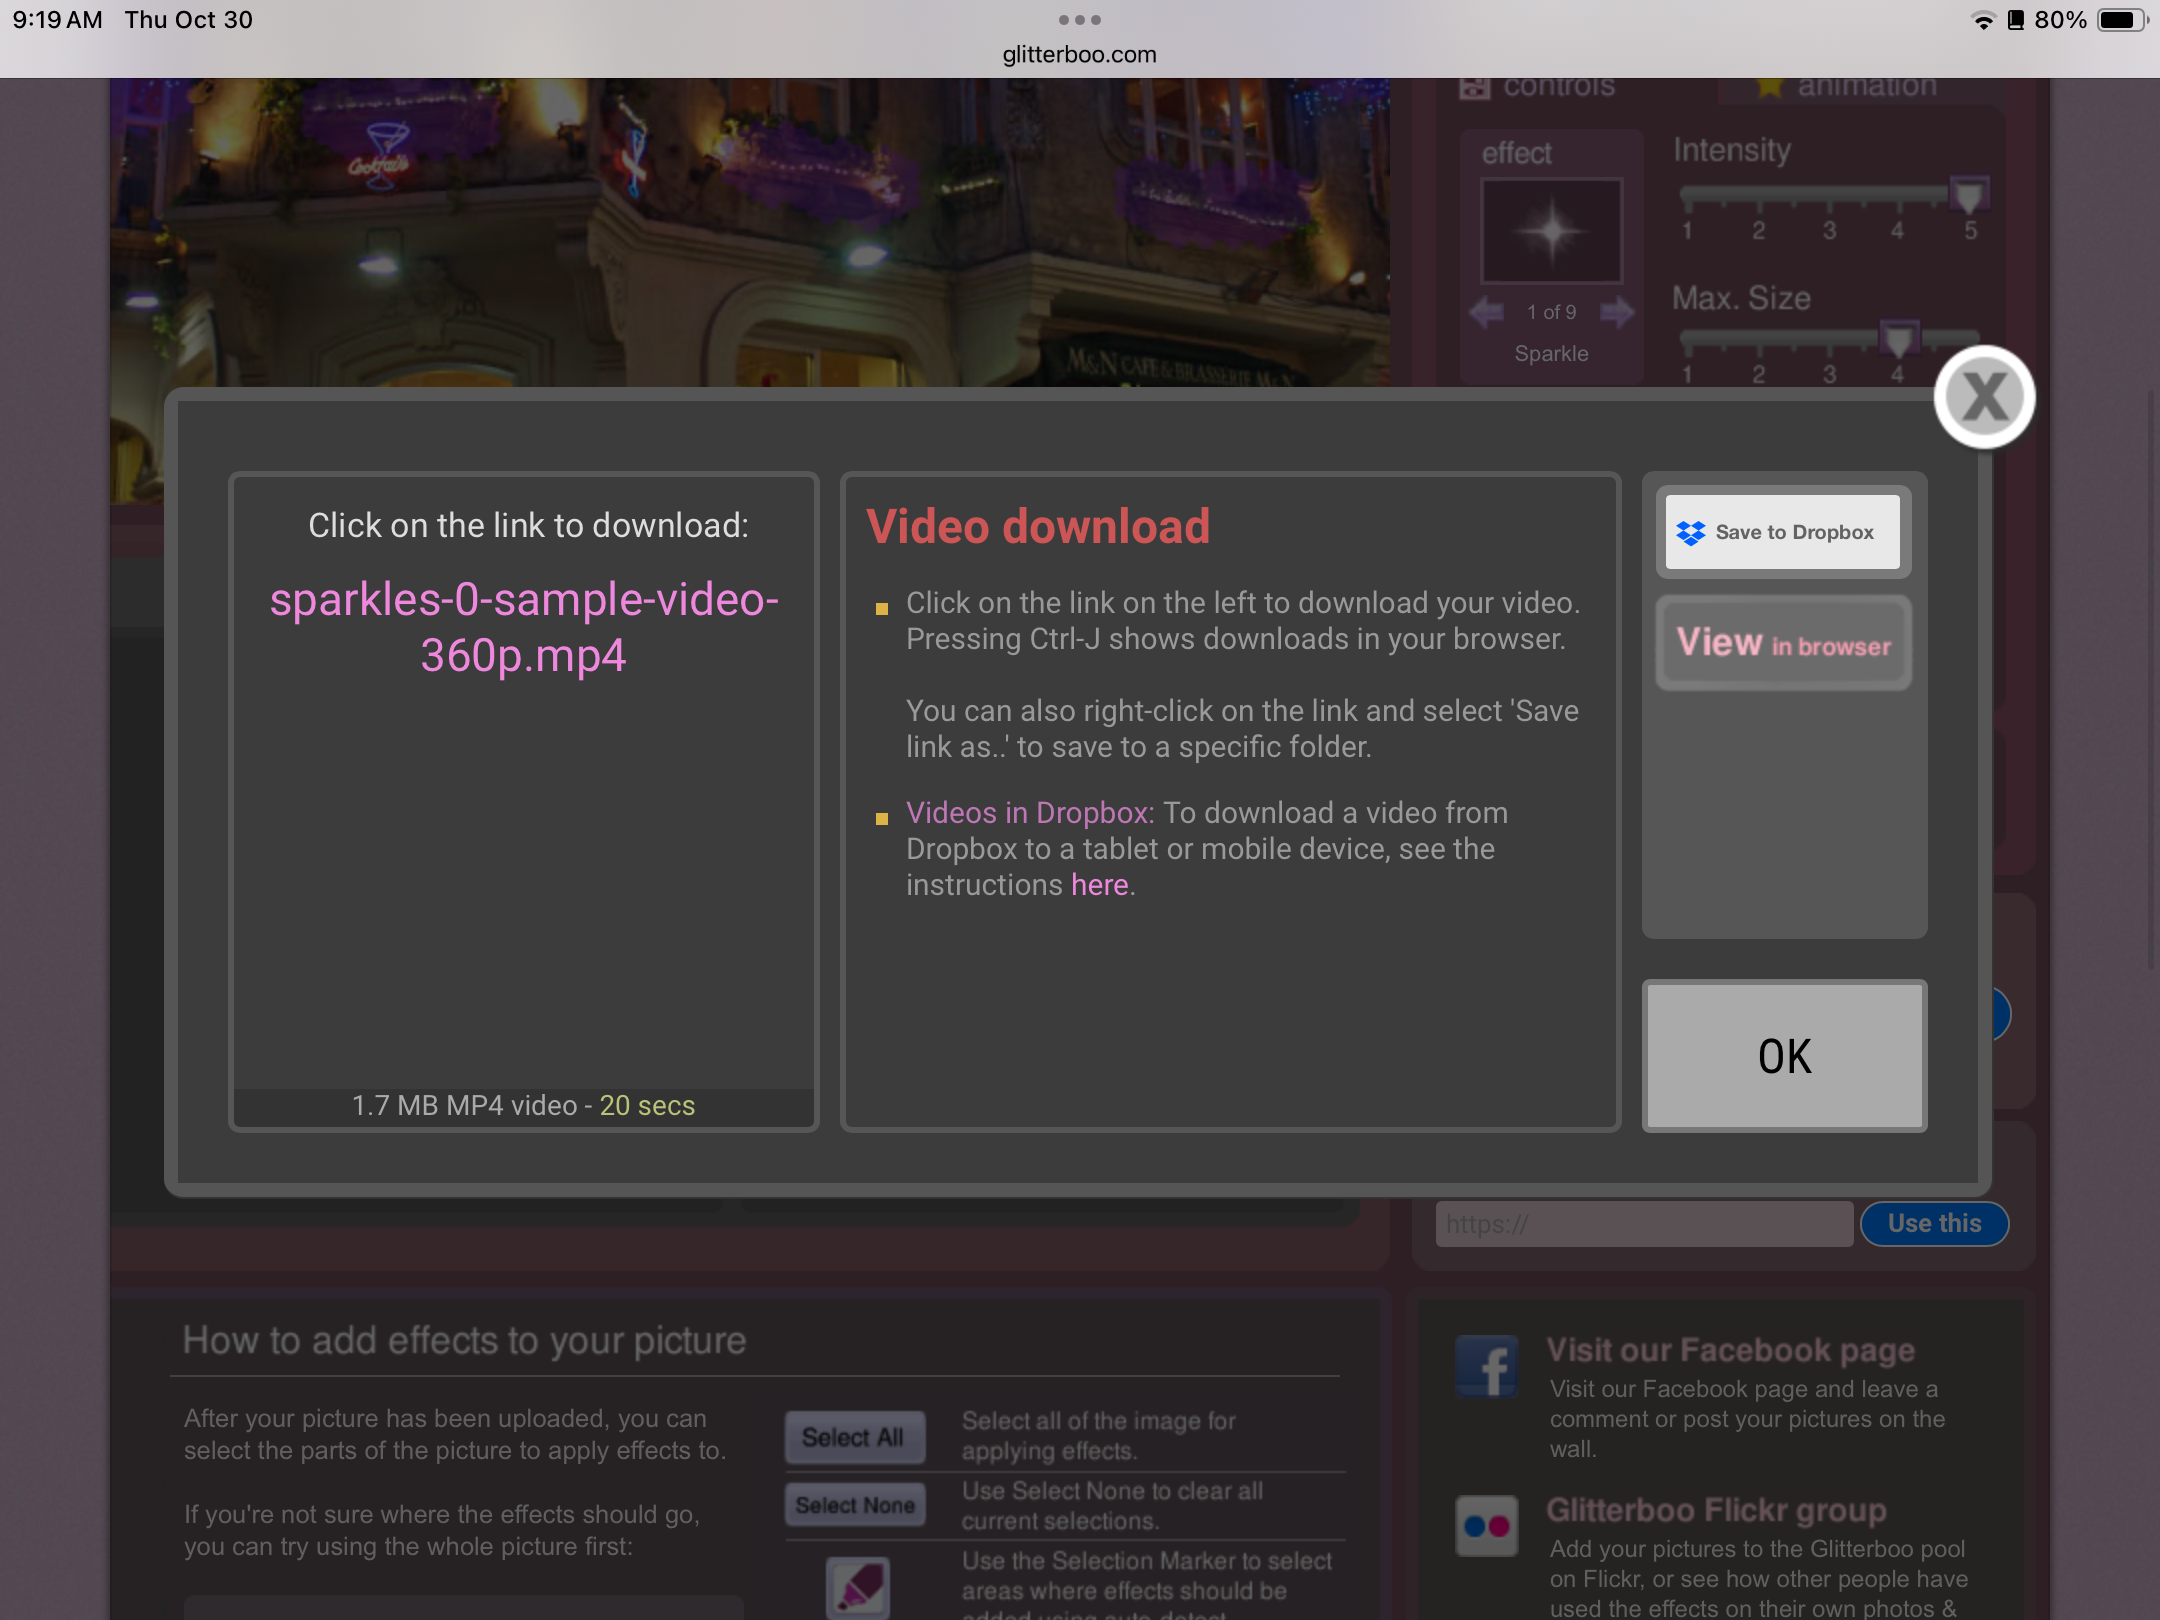 9:19 AM Thu Oct 30
80%
glitterboo.com
controls
animation
Cocktails
effect
1 of 9
Sparkle
Intensity
1 2 3 4 5
Max. Size
1 2 3 4
M&N CAFE & BRASSERIE M&N
X
Click on the link to download:
sparkles-0-sample-video-
360p.mp4
1.7 MB MP4 video - 20 secs
Video download
Click on the link on the left to download your video.
Pressing Ctrl-J shows downloads in your browser.
You can also right-click on the link and select 'Save
link as..' to save to a specific folder.
Videos in Dropbox: To download a video from
Dropbox to a tablet or mobile device, see the
instructions here.
Save to Dropbox
View in browser
OK
https://
Use this
How to add effects to your picture
After your picture has been uploaded, you can
select the parts of the picture to apply effects to.
If you're not sure where the effects should go,
you can try using the whole picture first:
Select All
Select all of the image for
applying effects.
Select None
Use Select None to clear all
current selections.
Use the Selection Marker to select
areas where effects should be
added using auto-detect
Visit our Facebook page
Visit our Facebook page and leave a
comment or post your pictures on the
wall.
Glitterboo Flickr group
Add your pictures to the Glitterboo pool
on Flickr, or see how other people have
used the effects on their own photos &